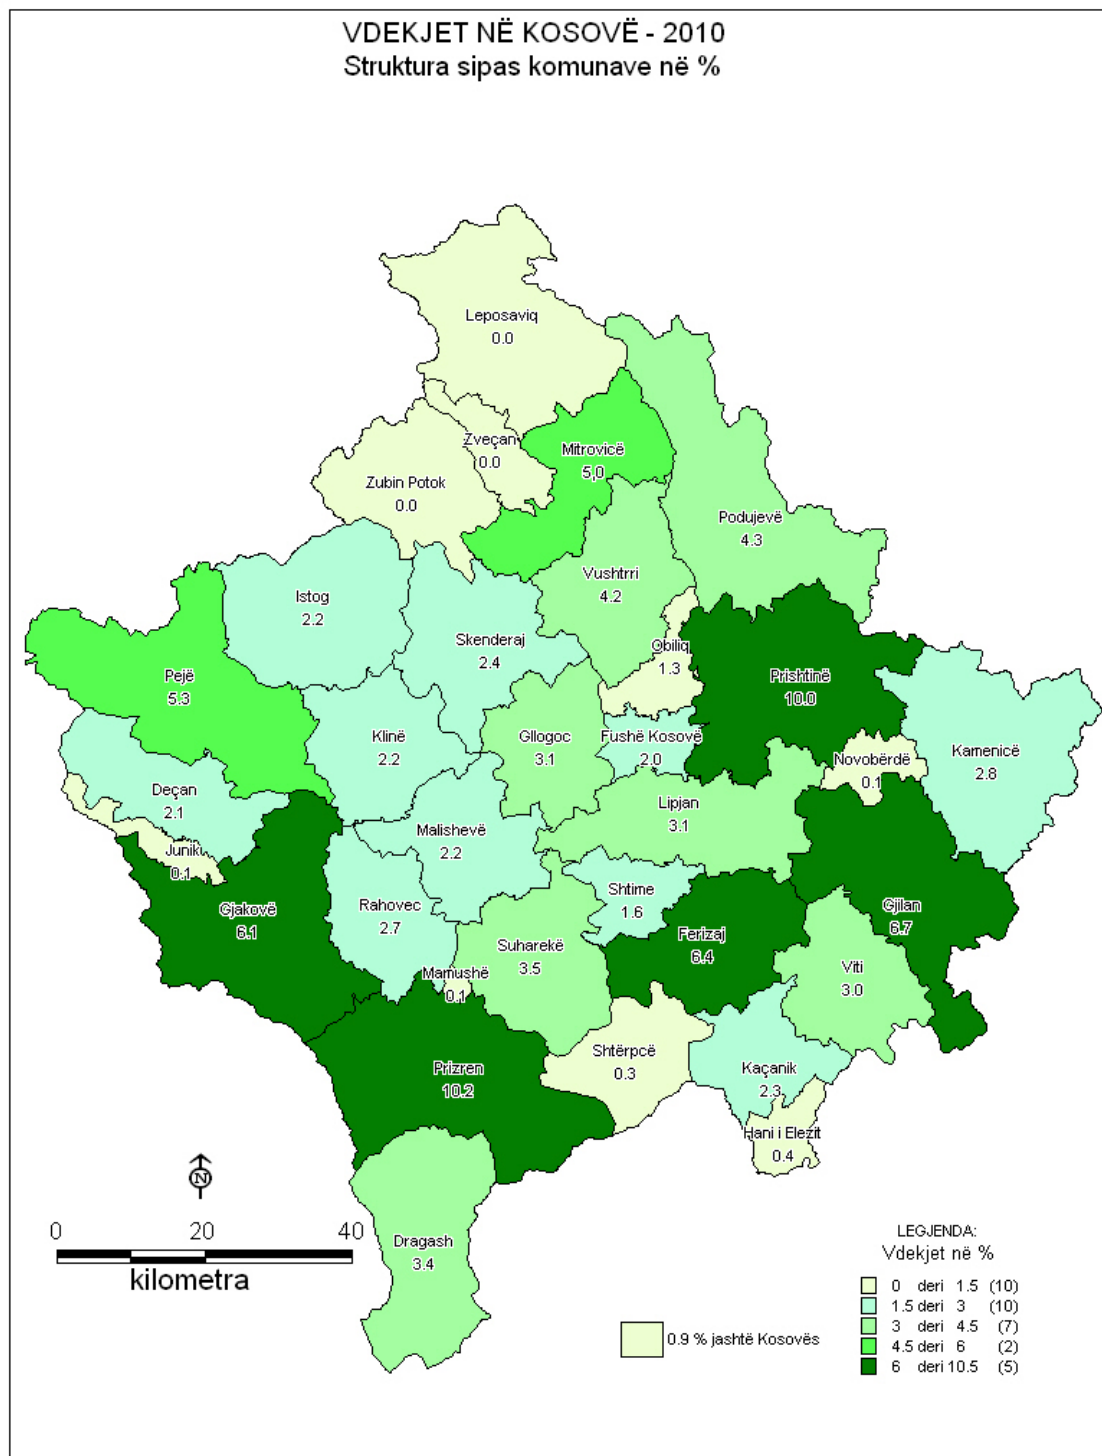 VDEKJET NË KOSOVË - 2010
Struktura sipas komunave në %
Leposaviq
0.0
Zveçan
0.0
Mitrovicë
5,0
Zubin Potok
0.0
Podujevë
4.3
Vushtrri
4.2
Istog
2.2
Skenderaj
2.4
Obiliq
1.3
Prishtinë
10.0
Pejë
5.3
Klinë
2.2
Gllogoc
3.1
Fushë Kosovë
2.0
Novobërdë
0.1
Kamenicë
2.8
Deçan
2.1
Lipjan
3.1
Malishevë
2.2
Junik
0.1
Shtime
1.6
Gjakovë
6.1
Rahovec
2.7
Gjilan
6.7
Ferizaj
6.4
Suharekë
3.5
Viti
3.0
Mamushë
0.1
Shtërpcë
0.3
Prizren
10.2
Kaçanik
2.3
Hani i Elezit
0.4
Dragash
3.4
N
0 20 40
kilometra
0.9 % jashtë Kosovës
LEGJENDA:
Vdekjet në %
0 deri 1.5 (10)
1.5 deri 3 (10)
3 deri 4.5 (7)
4.5 deri 6 (2)
6 deri 10.5 (5)